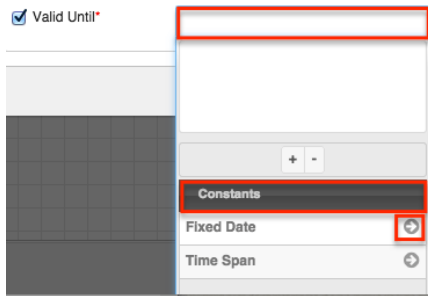 Valid Until*
+ -
Constants
Fixed Date
Time Span